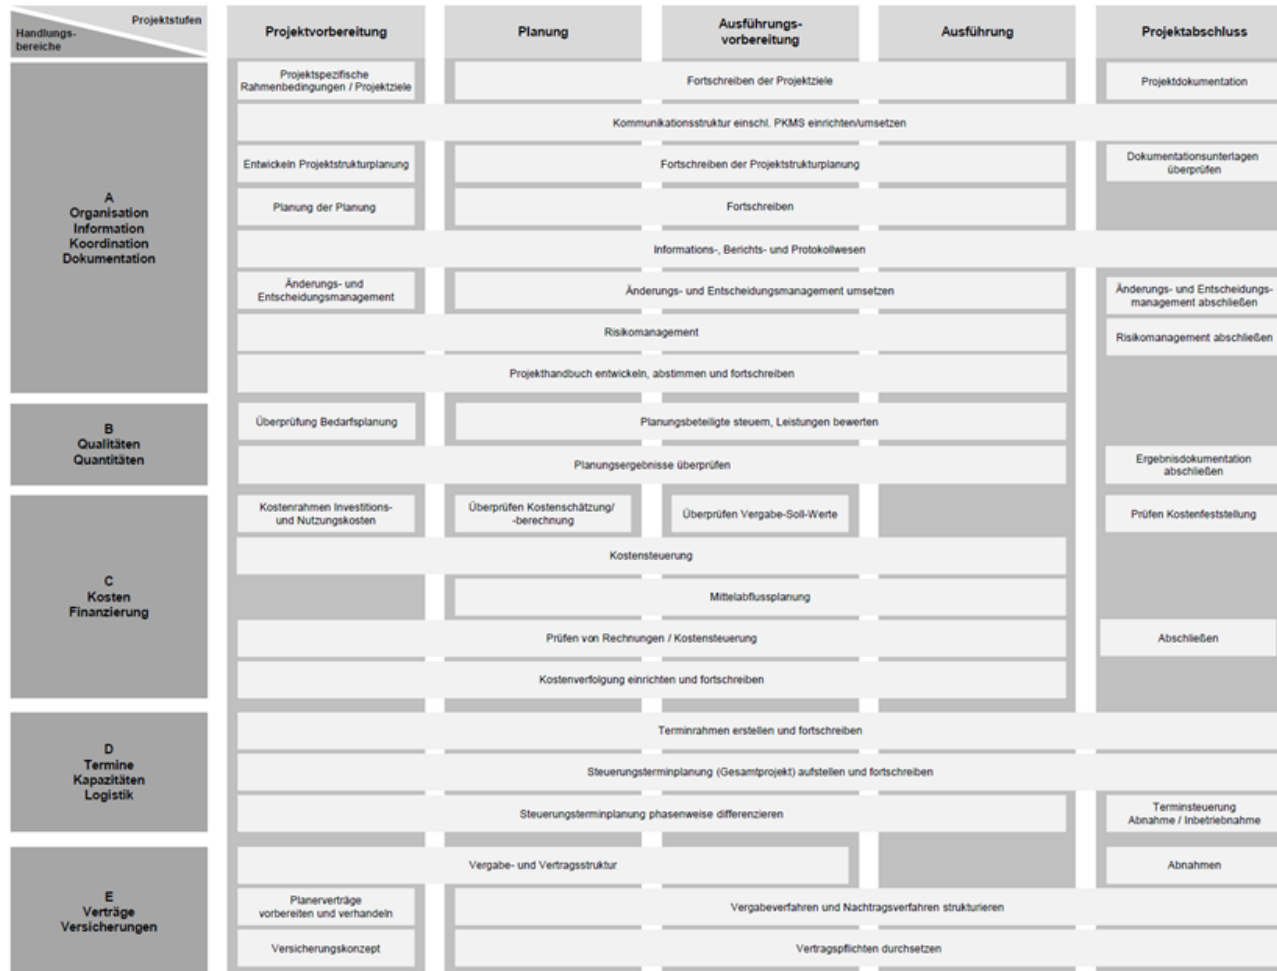 Projektstufen
Handlungs-
bereiche
Projektvorbereitung
Planung
Ausführungs-
vorbereitung
Ausführung
Projektabschluss
A
Organisation
Information
Koordination
Dokumentation
Projektspezifische
Rahmenbedingungen / Projektziele
Fortschreiben der Projektziele
Projektdokumentation
Kommunikationsstruktur einschl. PKMS einrichten/umsetzen
Entwickeln Projektstrukturplanung
Fortschreiben der Projektstrukturplanung
Dokumentationsunterlagen
überprüfen
Planung der Planung
Fortschreiben
Informations-, Berichts- und Protokollwesen
Änderungs- und
Entscheidungsmanagement
Änderungs- und Entscheidungsmanagement umsetzen
Änderungs- und Entscheidungs-
management abschließen
Risikomanagement
Risikomanagement abschließen
Projekthandbuch entwickeln, abstimmen und fortschreiben
B
Qualitäten
Quantitäten
Überprüfung Bedarfsplanung
Planungsbeteiligte steuern, Leistungen bewerten
Planungsergebnisse überprüfen
Ergebnisdokumentation
abschließen
C
Kosten
Finanzierung
Kostenrahmen Investitions-
und Nutzungskosten
Überprüfen Kostenschätzung/
-berechnung
Überprüfen Vergabe-Soll-Werte
Prüfen Kostenfeststellung
Kostensteuerung
Mittelabflussplanung
Prüfen von Rechnungen / Kostensteuerung
Abschließen
Kostenverfolgung einrichten und fortschreiben
D
Termine
Kapazitäten
Logistik
Terminrahmen erstellen und fortschreiben
Steuerungsterminplanung (Gesamtprojekt) aufstellen und fortschreiben
Steuerungsterminplanung phasenweise differenzieren
Terminsteuerung
Abnahme / Inbetriebnahme
E
Verträge
Versicherungen
Vergabe- und Vertragsstruktur
Abnahmen
Planerverträge
vorbereiten und verhandeln
Vergabeverfahren und Nachtragsverfahren strukturieren
Versicherungskonzept
Vertragspflichten durchsetzen